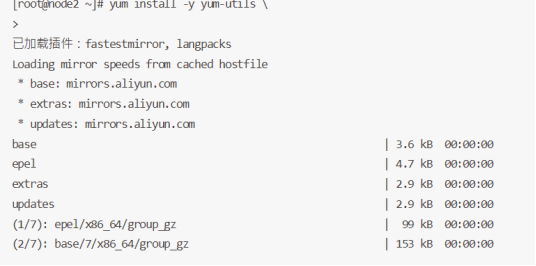 [root@node2 ~]# yum install -y yum-utils \
>
已加载插件：fastestmirror, langpacks
Loading mirror speeds from cached hostfile
* base: mirrors.aliyun.com
* extras: mirrors.aliyun.com
* updates: mirrors.aliyun.com
base | 3.6 kB 00:00:00
epel | 4.7 kB 00:00:00
extras | 2.9 kB 00:00:00
updates | 2.9 kB 00:00:00
(1/7): epel/x86_64/group_gz | 99 kB 00:00:00
(2/7): base/7/x86_64/group_gz | 153 kB 00:00:00